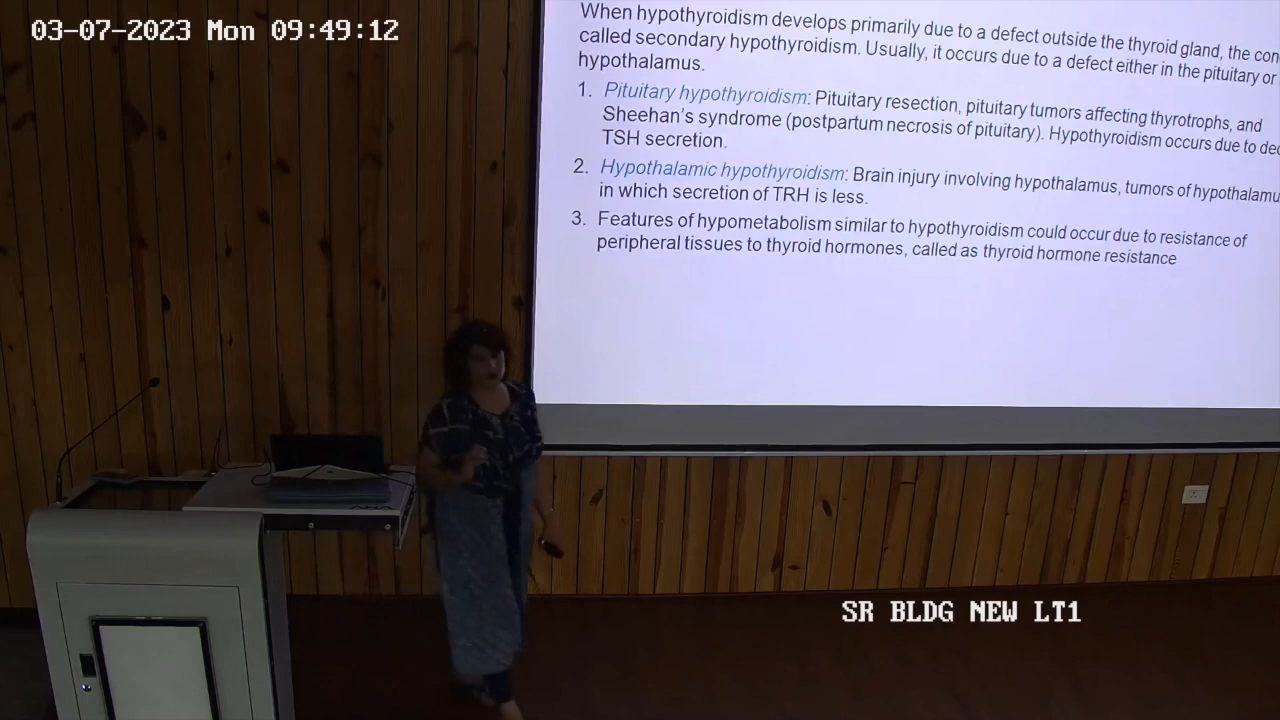 03-07-2023 Mon 09:49:12
When hypothyroidism develops primarily due to a defect outside the thyroid gland, the con
called secondary hypothyroidism. Usually, it occurs due to a defect either in the pituitary or
hypothalamus.
1. Pituitary hypothyroidism: Pituitary resection, pituitary tumors affecting thyrotrophs, and
Sheehan's syndrome (postpartum necrosis of pituitary). Hypothyroidism occurs due to dec
TSH secretion.
2. Hypothalamic hypothyroidism: Brain injury involving hypothalamus, tumors of hypothalamu
in which secretion of TRH is less.
3. Features of hypometabolism similar to hypothyroidism could occur due to resistance of
peripheral tissues to thyroid hormones, called as thyroid hormone resistance
SR BLDG NEW LT1